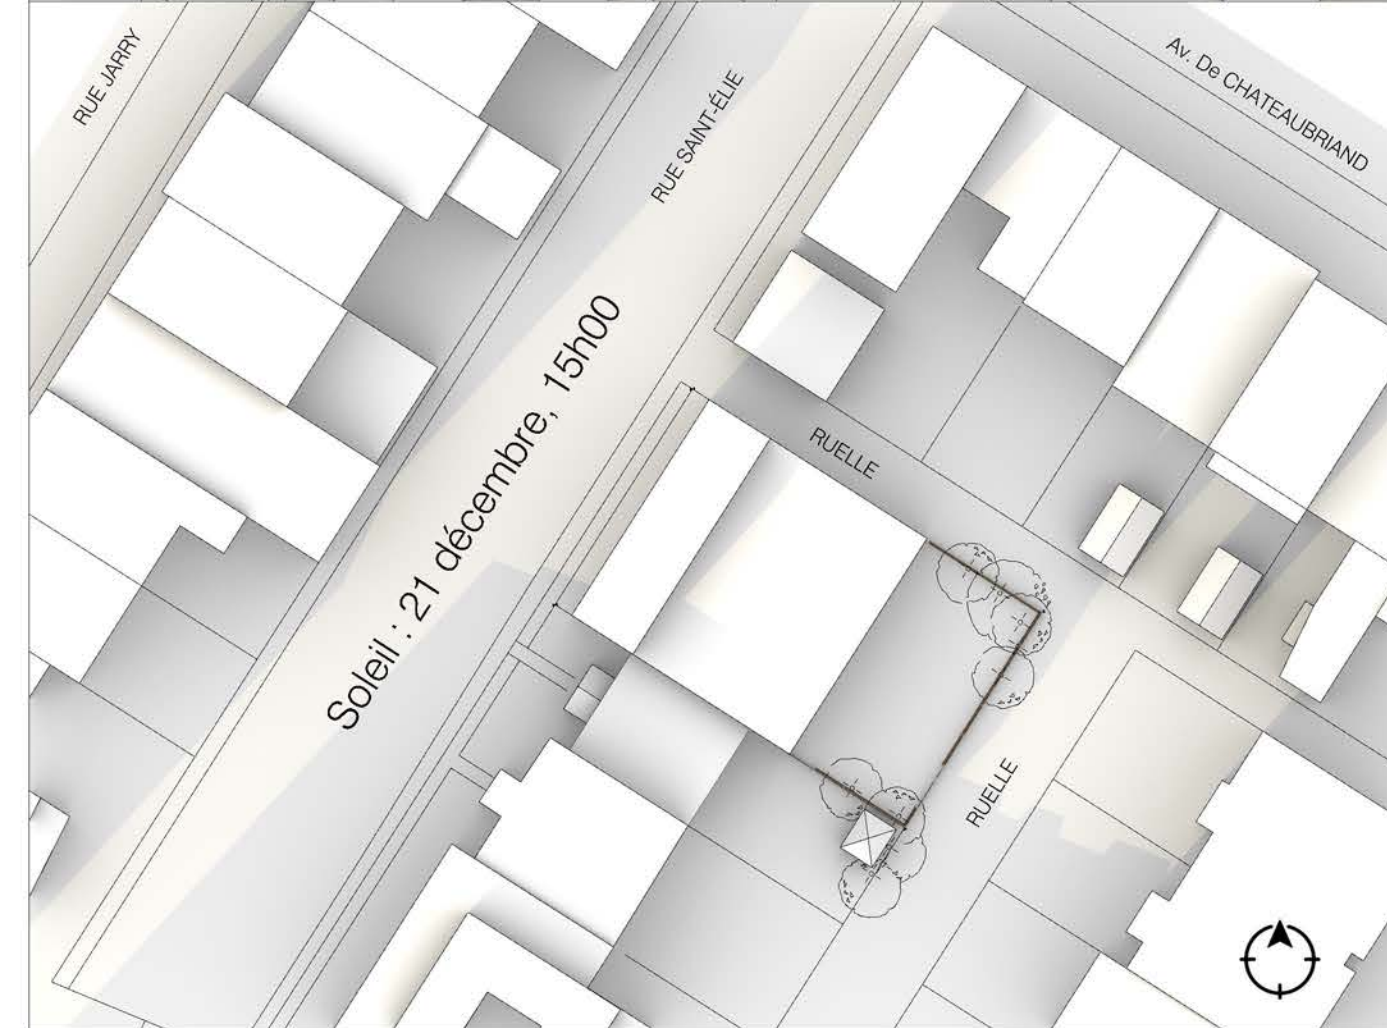 RUE JARRY
RUE SAINT-ÉLIE
Av. De CHATEAUBRIAND
Soleil : 21 décembre, 15h00
RUELLE
RUELLE